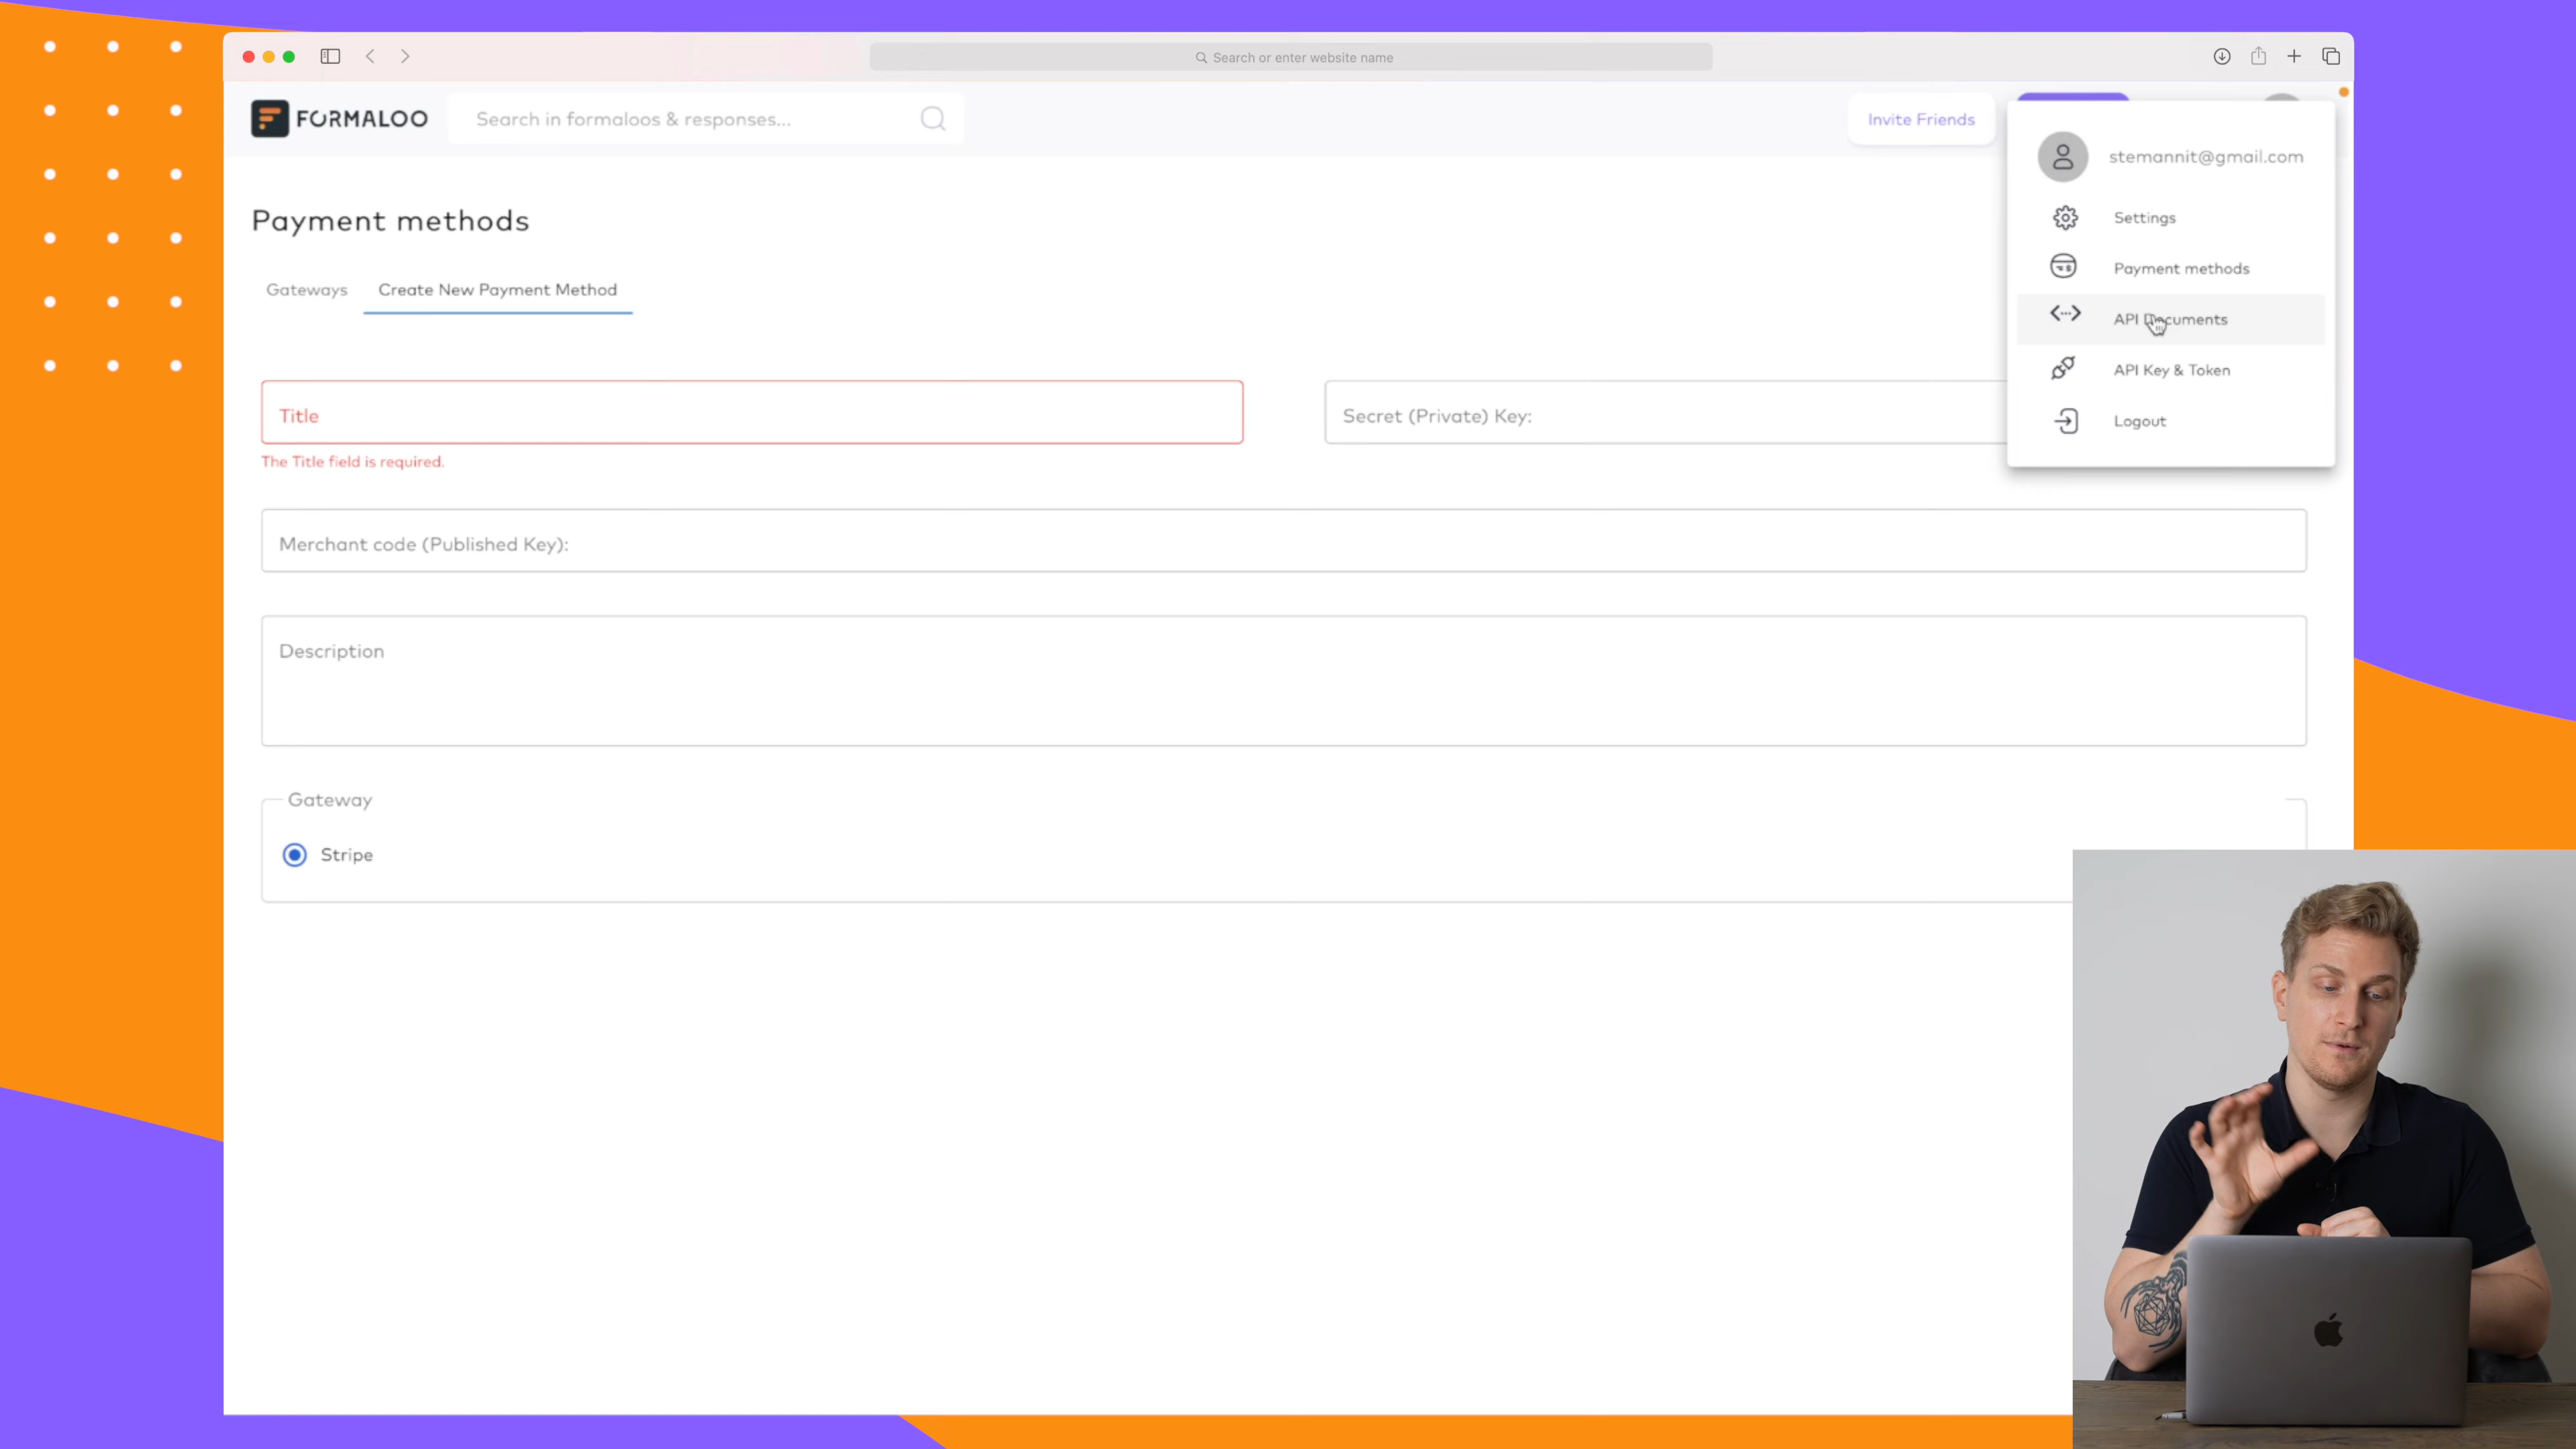 Search or enter website name
FORMALOO
Search in formaloos & responses...
Invite Friends
stemannit@gmail.com
Settings
Payment methods
API Documents
API Key & Token
Logout
Payment methods
Gateways
Create New Payment Method
Title
Secret (Private) Key:
The Title field is required.
Merchant code (Published Key):
Description
Gateway
Stripe